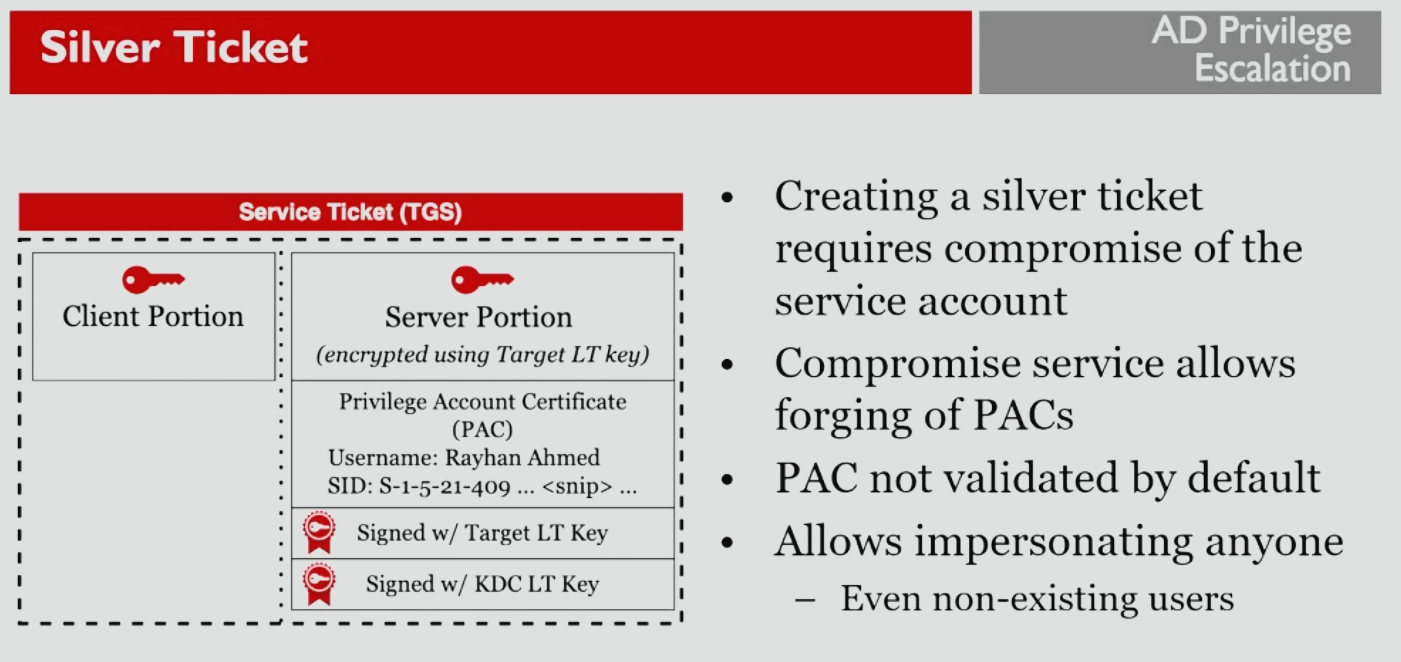 Silver Ticket
AD Privilege
Escalation
Service Ticket (TGS)
Client Portion
Server Portion
(encrypted using Target LT key)
Privilege Account Certificate
(PAC)
Username: Rayhan Ahmed
SID: S-1-5-21-409 ... <snip> ...
Signed w/ Target LT Key
Signed w/ KDC LT Key
• Creating a silver ticket
requires compromise of the
service account
• Compromise service allows
forging of PACs
• PAC not validated by default
• Allows impersonating anyone
– Even non-existing users